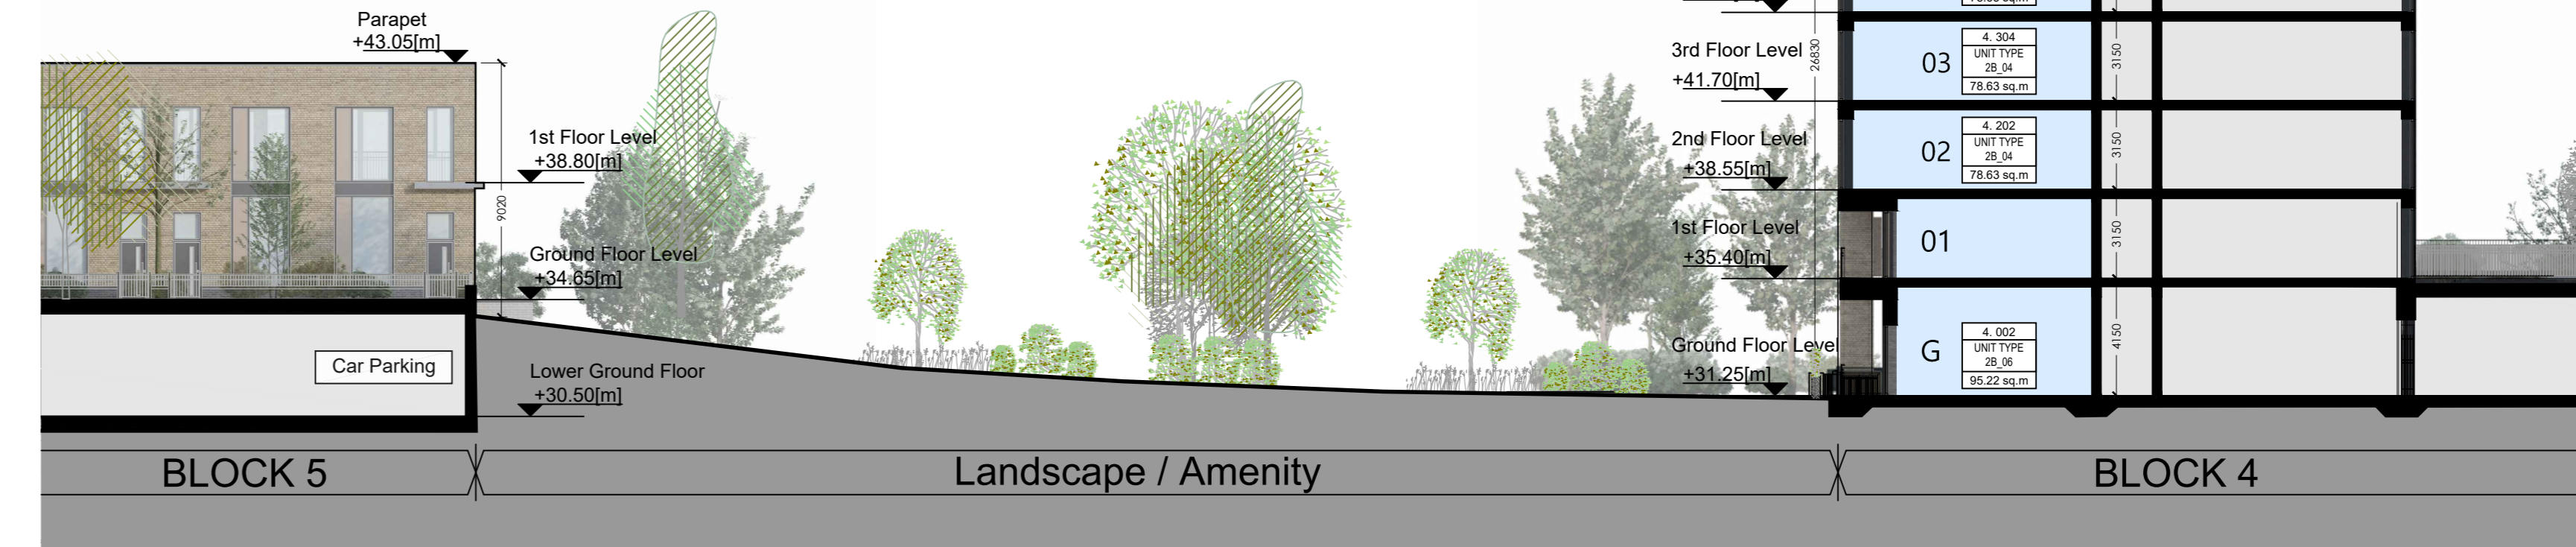 Parapet
+43.05[m]
9020
1st Floor Level
+38.80[m]
Ground Floor Level
+34.65[m]
Car Parking
Lower Ground Floor
+30.50[m]
26830
3rd Floor Level
+41.70[m]
2nd Floor Level
+38.55[m]
1st Floor Level
+35.40[m]
Ground Floor Level
+31.25[m]
03
4. 304
UNIT TYPE
2B_04
78.63 sq.m
3150
02
4. 202
UNIT TYPE
2B_04
78.63 sq.m
3150
01
3150
G
4. 002
UNIT TYPE
2B_06
95.22 sq.m
4150
BLOCK 5
Landscape / Amenity
BLOCK 4